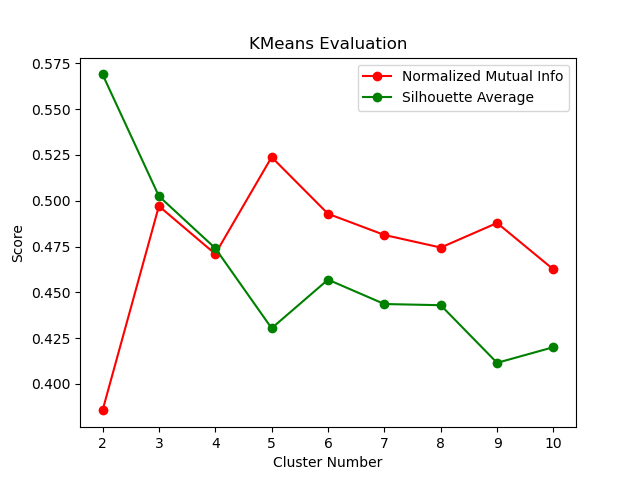 KMeans Evaluation
Normalized Mutual Info
Silhouette Average
Score
0.575
0.550
0.525
0.500
0.475
0.450
0.425
0.400
2 3 4 5 6 7 8 9 10
Cluster Number